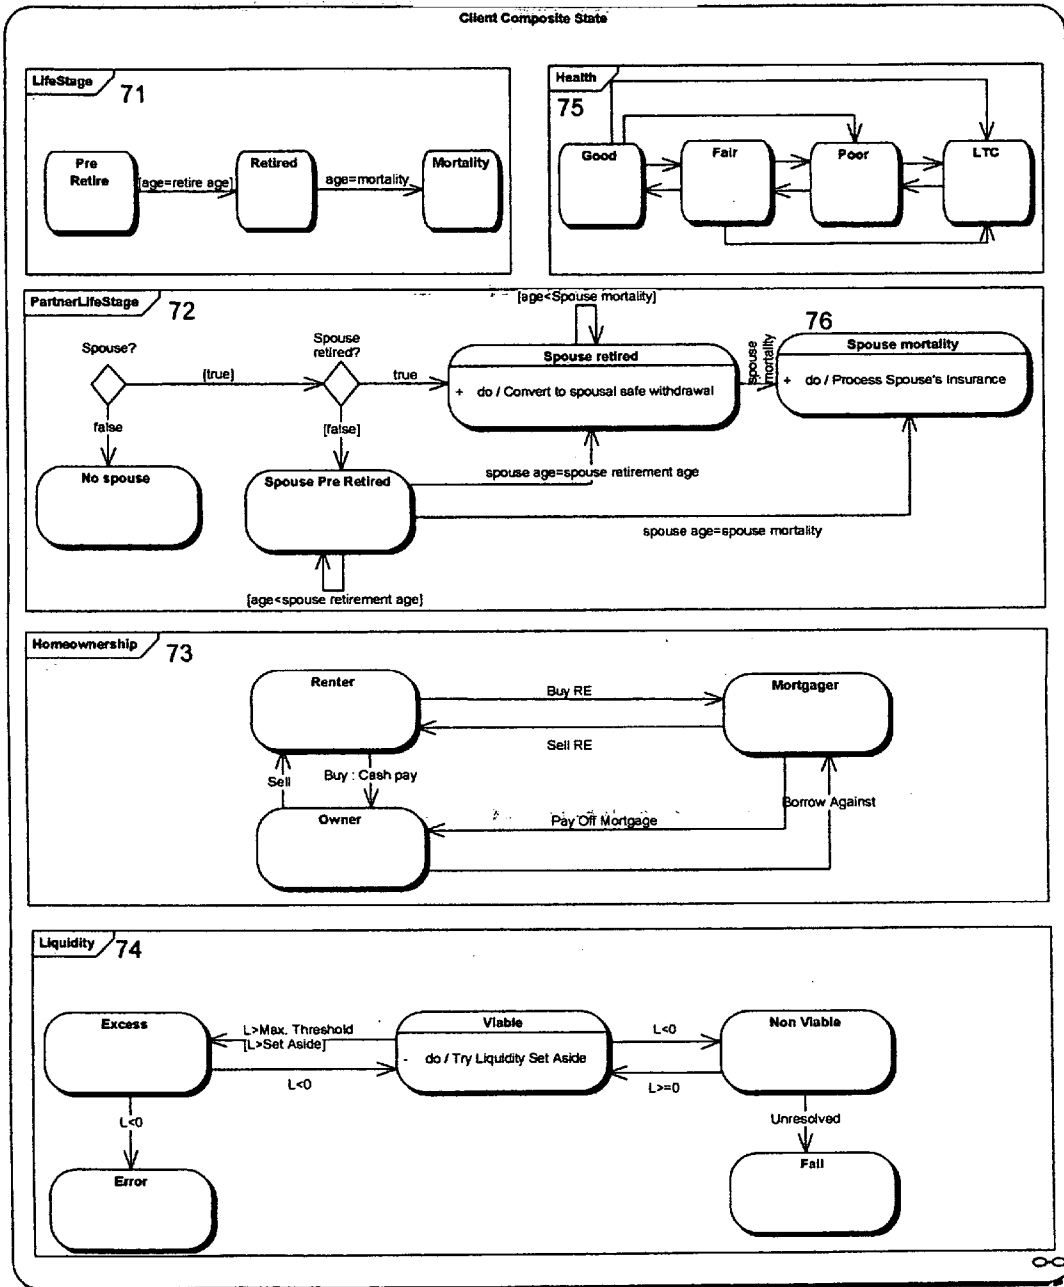 Client Composite State
LifeStage
71
Pre
Retire
[age=retire age]
Retired
age=mortality
Mortality
Health
75
Good
Fair
Poor
LTC
PartnerLifeStage
72
Spouse?
{true}
false
No spouse
Spouse
retired?
true
[false]
[age<Spouse mortality]
Spouse retired
+ do / Convert to spousal safe withdrawal
spouse
mortality
76
Spouse mortality
+ do / Process Spouse's Insurance
Spouse Pre Retired
spouse age=spouse retirement age
spouse age=spouse mortality
[age<spouse retirement age]
Homeownership
73
Renter
Buy RE
Mortgager
Sell RE
Sell
Buy : Cash pay
Borrow Against
Owner
Pay Off Mortgage
Liquidity
74
Excess
L>Max. Threshold
[L>Set Aside]
L<0
Viable
- do / Try Liquidity Set Aside
L<0
L>=0
Non Viable
L<0
Error
Unresolved
Fail